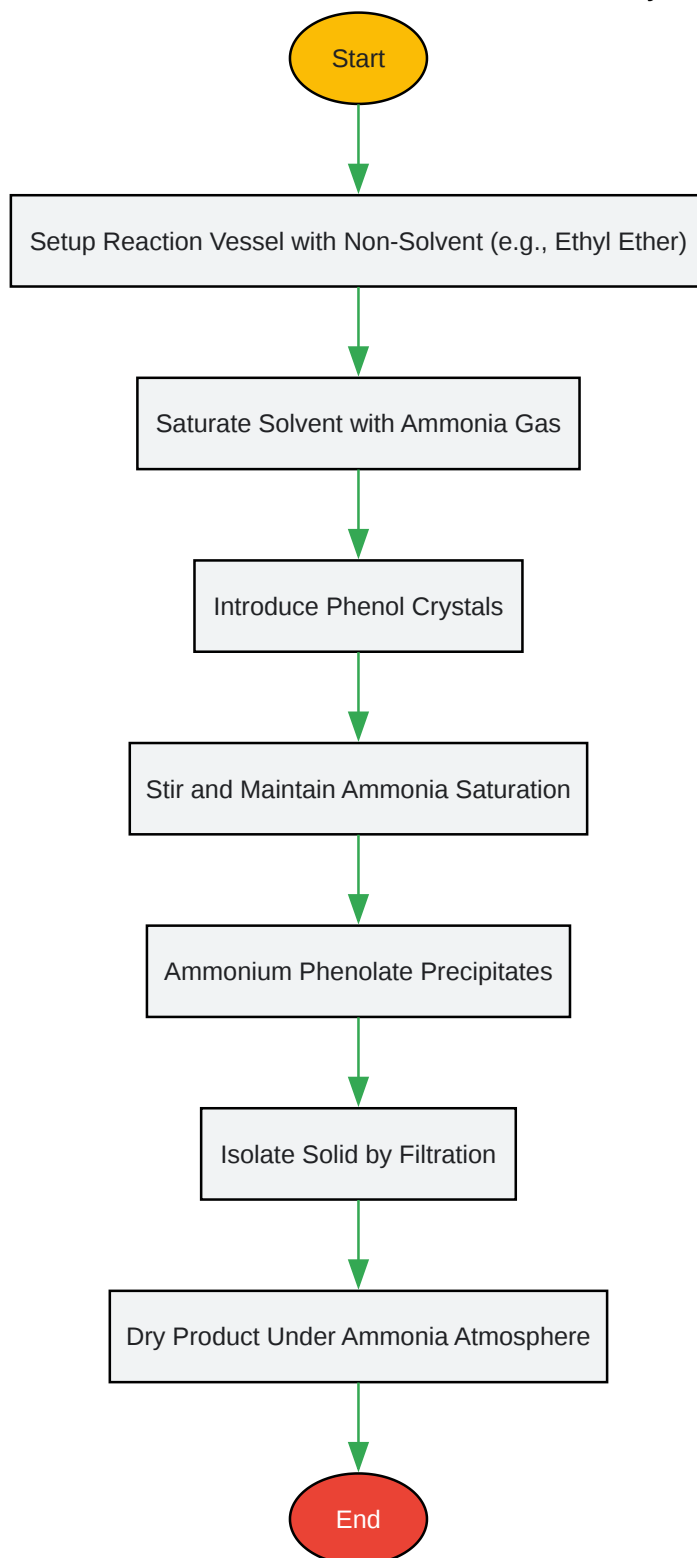 Start
Setup Reaction Vessel with Non-Solvent (e.g., Ethyl Ether)
Saturate Solvent with Ammonia Gas
Introduce Phenol Crystals
Stir and Maintain Ammonia Saturation
Ammonium Phenolate Precipitates
Isolate Solid by Filtration
Dry Product Under Ammonia Atmosphere
End